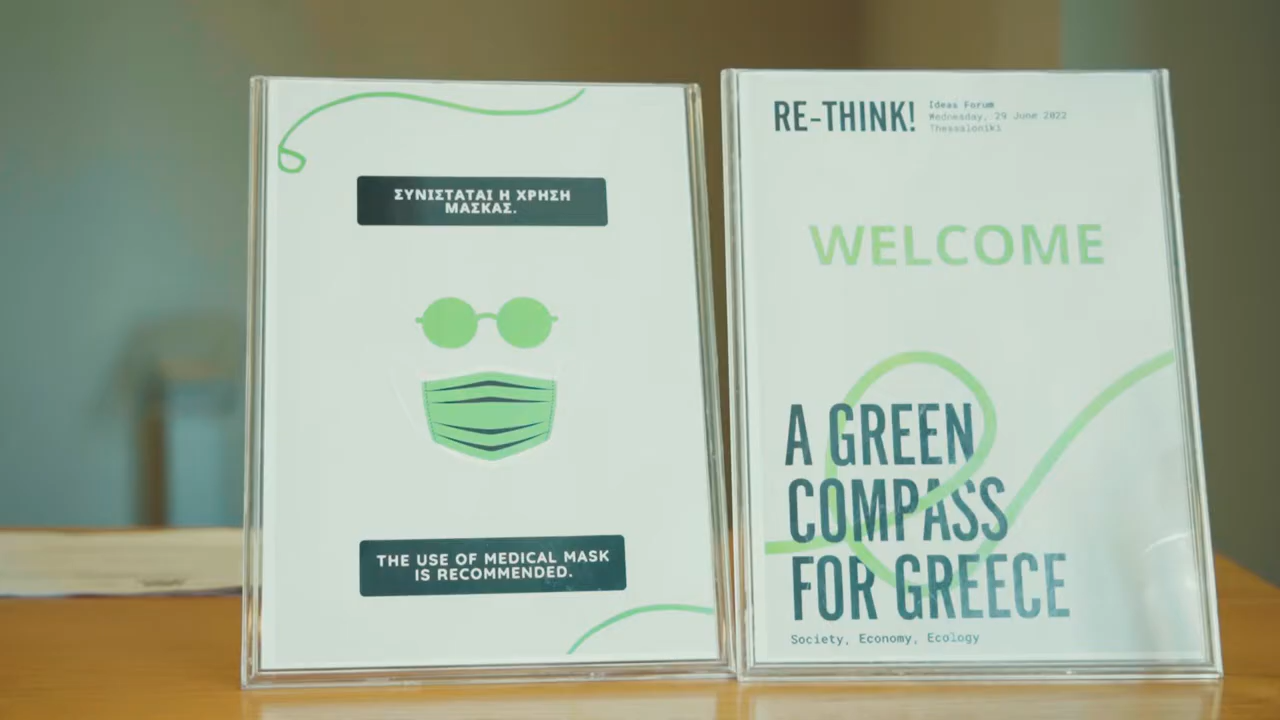 ΣΥΝΙΣΤΑΤΑΙ Η ΧΡΗΣΗ
ΜΑΣΚΑΣ.
THE USE OF MEDICAL MASK
IS RECOMMENDED.
RE-THINK!
Ideas Forum
Wednesday, 29 June 2022
Thessaloniki
WELCOME
A GREEN
COMPASS
FOR GREECE
Society, Economy, Ecology